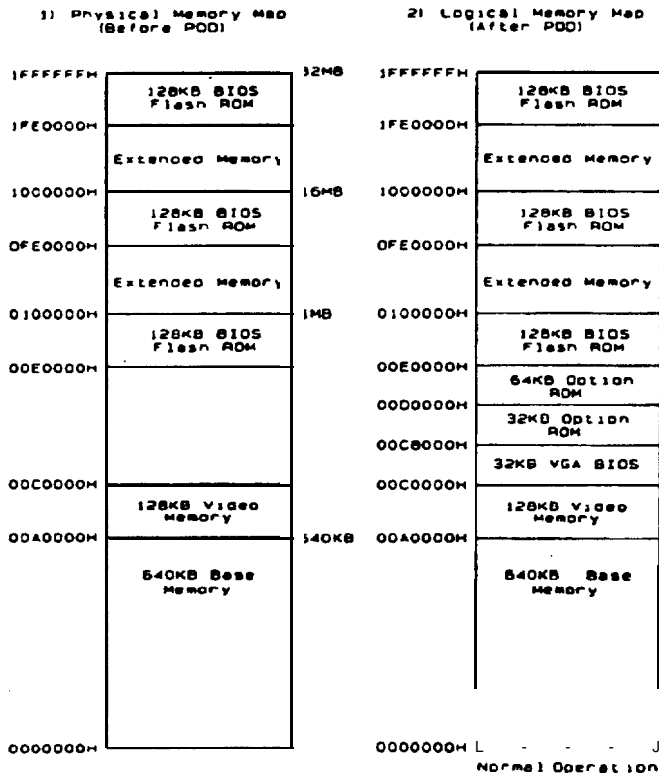 1) Physical Memory Map
(Before POD)
1FFFFFFH
32MB
128KB BIOS
Flash ROM
1FE0000H
Extended Memory
1000000H
16MB
128KB BIOS
Flash ROM
0FE0000H
Extended Memory
0100000H
1MB
128KB BIOS
Flash ROM
00E0000H
00C0000H
128KB Video
Memory
00A0000H
640KB
640KB Base
Memory
0000000H
2) Logical Memory Map
(After POD)
1FFFFFFH
128KB BIOS
Flash ROM
1FE0000H
Extended Memory
1000000H
128KB BIOS
Flash ROM
0FE0000H
Extended Memory
0100000H
128KB BIOS
Flash ROM
00E0000H
64KB Option
ROM
00D0000H
32KB Option
ROM
00C8000H
32KB VGA BIOS
00C0000H
128KB Video
Memory
00A0000H
640KB Base
Memory
0000000H
Normal Operation